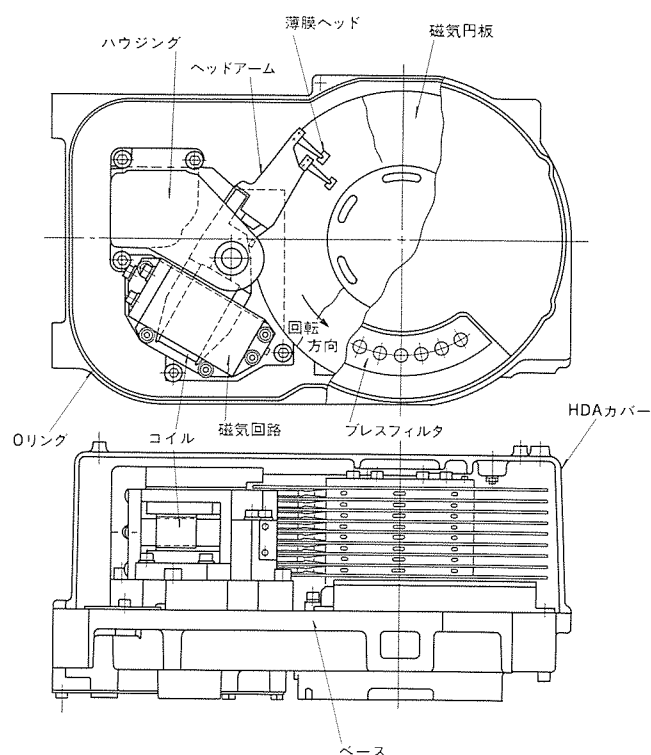 薄膜ヘッド
ハウジング
磁気円板
ヘッドアーム
回転
方向
Oリング
コイル
磁気回路
ブレスフィルタ
HDAカバー
ベース